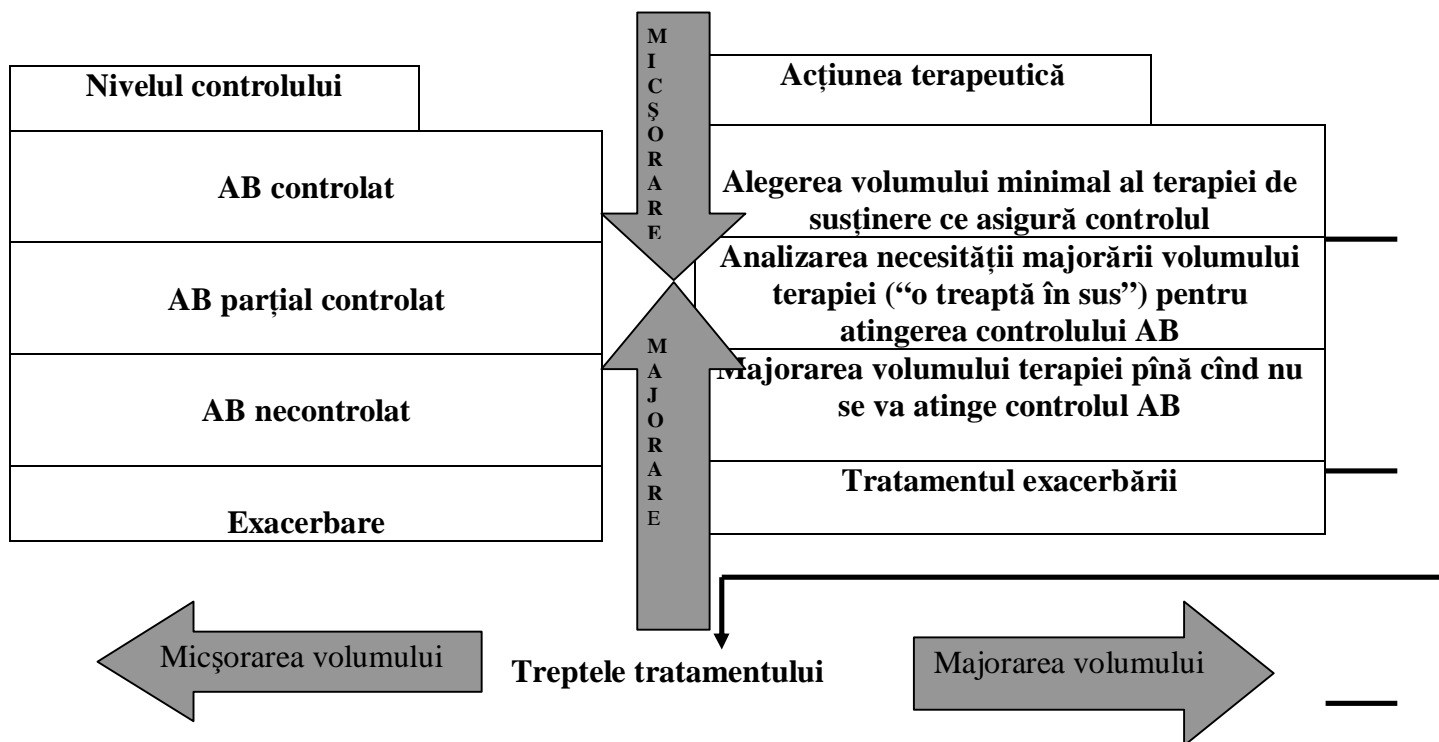 Nivelul controlului
AB controlat
AB parțial controlat
AB necontrolat
Exacerbare
MICŞORARE
MAJORARE
Acțiunea terapeutică
Alegerea volumului minimal al terapiei de
susținere ce asigură controlul
Analizarea necesității majorării volumului
terapiei (“o treaptă în sus”) pentru
atingerea controlului AB
Majorarea volumului terapiei pînă cînd nu
se va atinge controlul AB
Tratamentul exacerbării
Micşorarea volumului
Treptele tratamentului
Majorarea volumului